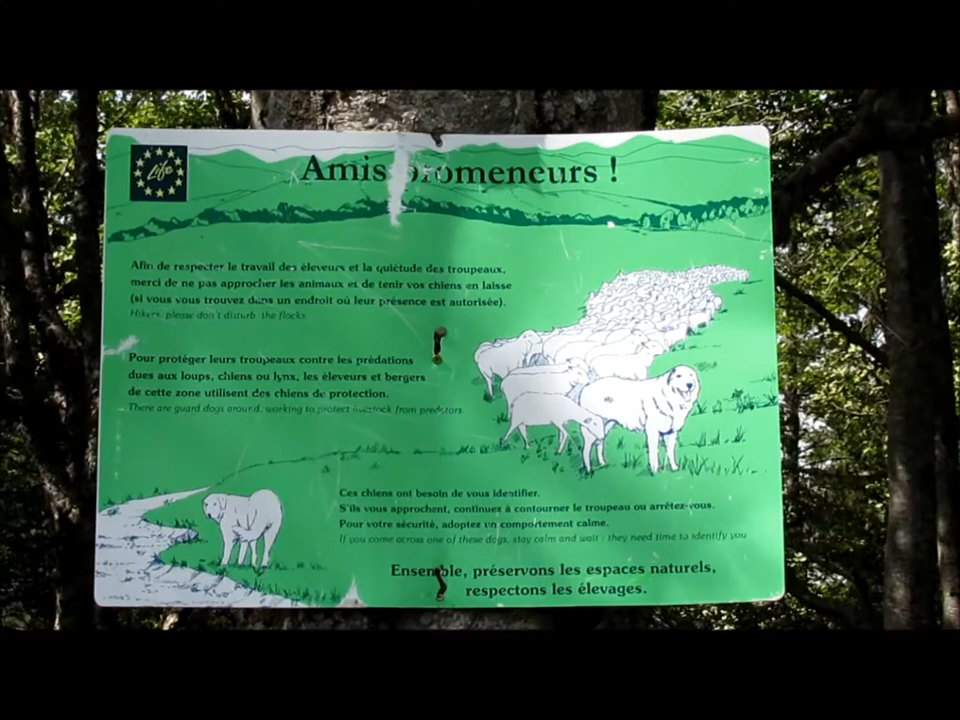 Life
Amis promeneurs !
Afin de respecter le travail des éleveurs et la quiétude des troupeaux,
merci de ne pas approcher les animaux et de tenir vos chiens en laisse
(si vous vous trouvez dans un endroit où leur présence est autorisée).
Hikers, please don't disturb the flocks.
Pour protéger leurs troupeaux contre les prédations
dues aux loups, chiens ou lynx, les éleveurs et bergers
de cette zone utilisent des chiens de protection.
There are guard dogs around, working to protect livestock from predators
Ces chiens ont besoin de vous identifier.
S'ils vous approchent, continuez à contourner le troupeau ou arrêtez-vous.
Pour votre sécurité, adoptez un comportement calme.
If you come across one of these dogs, stay calm and wait : they need time to identify you
Ensemble, préservons les espaces naturels,
respectons les élevages.